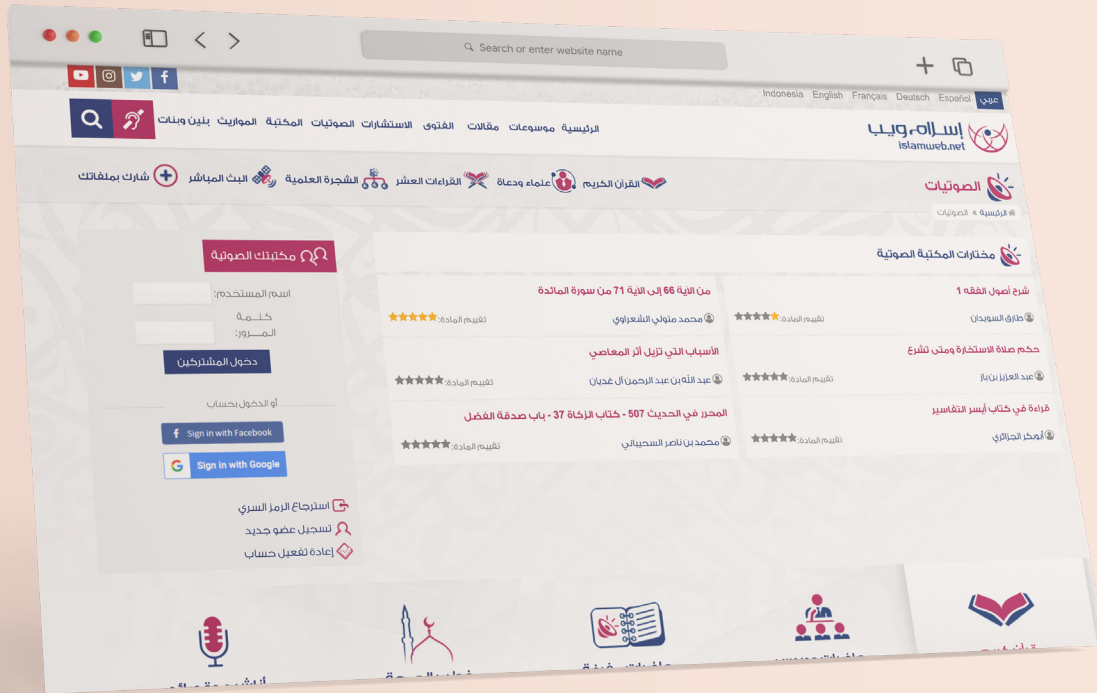 Search or enter website name
Indonesia English Français Deutsch Español عربي
إسلام ويب
islamweb.net
الرئيسية موسوعات مقالات الفتوى الاستشارات الصوتيات المكتبة المواريث بنين وبنات
الصوتيات
القرآن الكريم علماء ودعاة القراءات العشر الشجرة العلمية البث المباشر شارك بملفاتك
الرئيسية » الصوتيات
مختارات المكتبة الصوتية
شرح أصول الفقه 1
طارق السويدان
تقييم المادة:
من الآية 66 إلى الآية 71 من سورة المائدة
محمد متولي الشعراوي
تقييم المادة:
حكم صلاة الاستخارة ومتى تشرع
عبد العزيز بن باز
تقييم المادة:
الأسباب التي تزيل أثر المعاصي
عبد الله بن عبد الرحمن آل غديان
تقييم المادة:
قراءة في كتاب أيسر التفاسير
أبوبكر الجزائري
تقييم المادة:
المحرر في الحديث 507 - كتاب الزكاة 37 - باب صدقة الفضل
محمد بن ناصر السحيباني
تقييم المادة:
مكتبتك الصوتية
اسم المستخدم:
كلـــمـة
المـــــرور:
دخول المشتركين
أو الدخول بحساب
Sign in with Facebook
Sign in with Google
استرجاع الرمز السري
تسجيل عضو جديد
إعادة تفعيل حساب